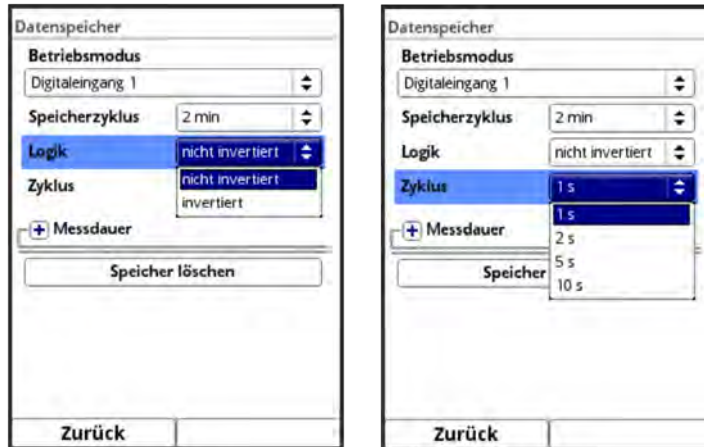 Datenspeicher
Betriebsmodus
Digitaleingang 1
Speicherzyklus 2 min
Logik nicht invertiert
nicht invertiert
Zyklus
invertiert
Messdauer
Speicher löschen
Zurück
Datenspeicher
Betriebsmodus
Digitaleingang 1
Speicherzyklus 2 min
Logik nicht invertiert
Zyklus 1 s
1 s
Messdauer 2 s
5 s
Speicher
10 s
Zurück